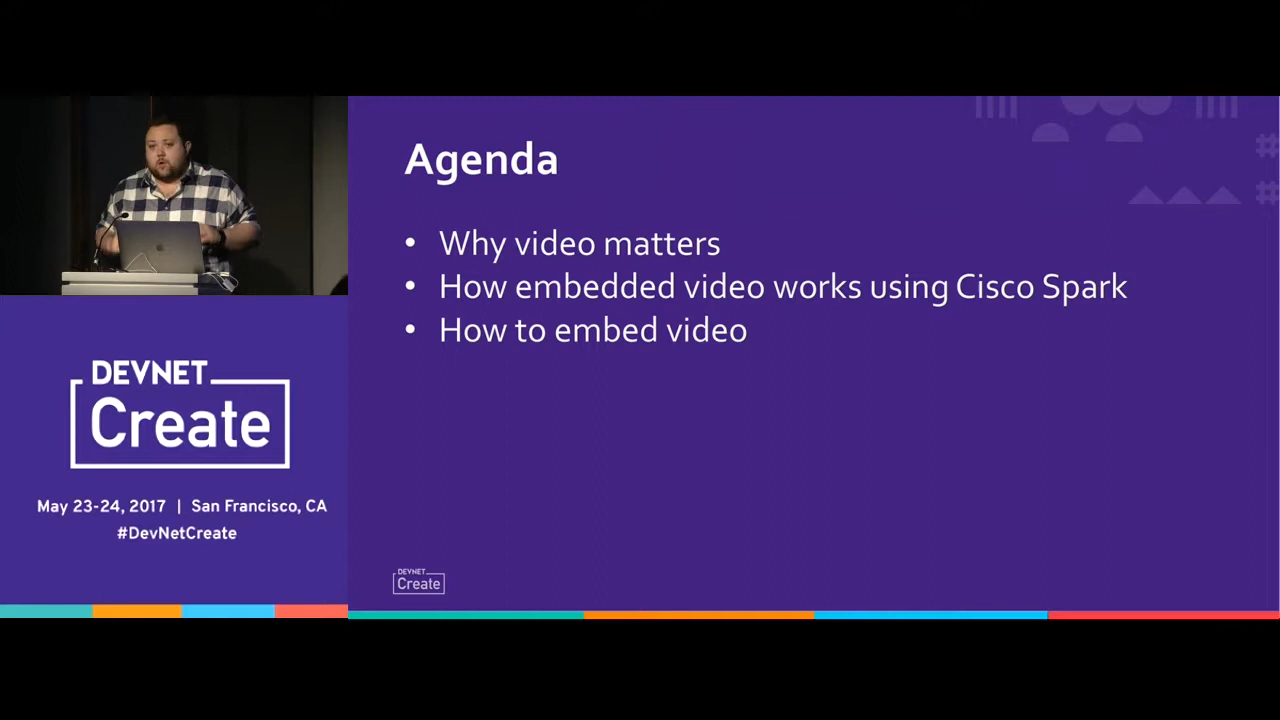 Agenda
• Why video matters
• How embedded video works using Cisco Spark
• How to embed video
DEVNET
Create
May 23-24, 2017 | San Francisco, CA
#DevNetCreate
DEVNET
Create
#
#